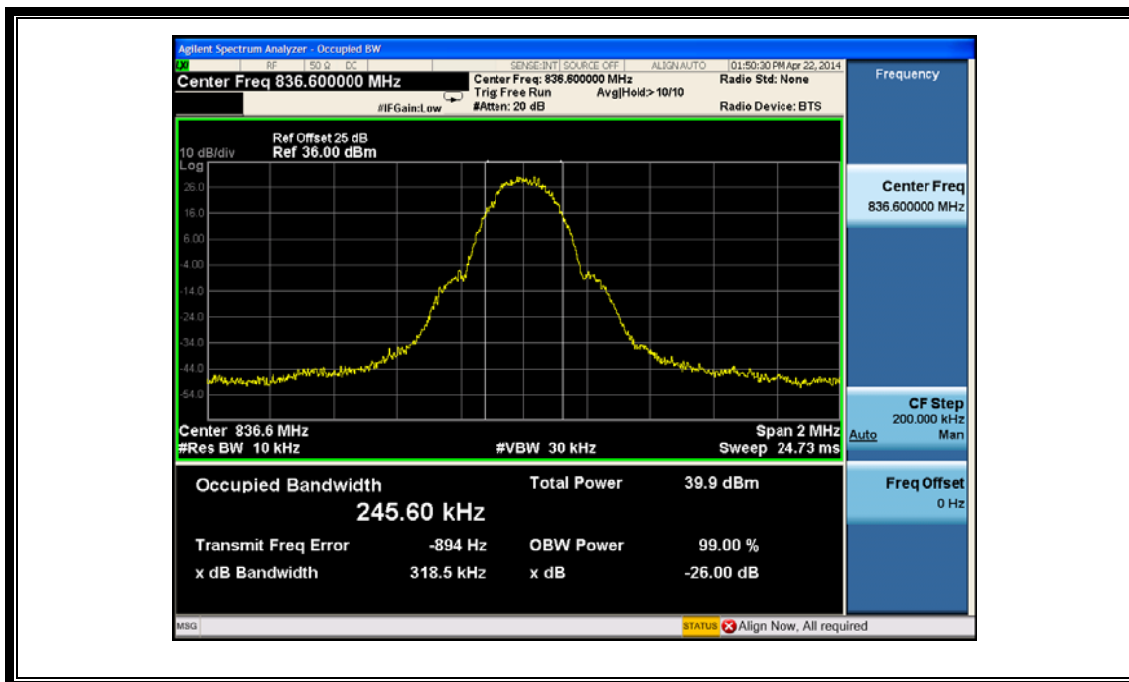 Agilent Spectrum Analyzer - Occupied BW
LXI RF 50 Ω DC SENSE:INT SOURCE OFF ALIGN AUTO 01:50:30 PM Apr 22, 2014
Center Freq 836.600000 MHz
Center Freq: 836.600000 MHz Radio Std: None
Trig: Free Run Avg|Hold:> 10/10
#IFGain:Low #Atten: 20 dB Radio Device: BTS
Frequency
Ref Offset 25 dB
10 dB/div Ref 36.00 dBm
Log
26.0
16.0
6.00
-4.00
-14.0
-24.0
-34.0
-44.0
-54.0
Center 836.6 MHz Span 2 MHz
#Res BW 10 kHz #VBW 30 kHz Sweep 24.73 ms
Occupied Bandwidth Total Power 39.9 dBm
245.60 kHz
Transmit Freq Error -894 Hz OBW Power 99.00 %
x dB Bandwidth 318.5 kHz x dB -26.00 dB
Center Freq
836.600000 MHz
CF Step
200.000 kHz
Auto Man
Freq Offset
0 Hz
MSG STATUS Align Now, All required